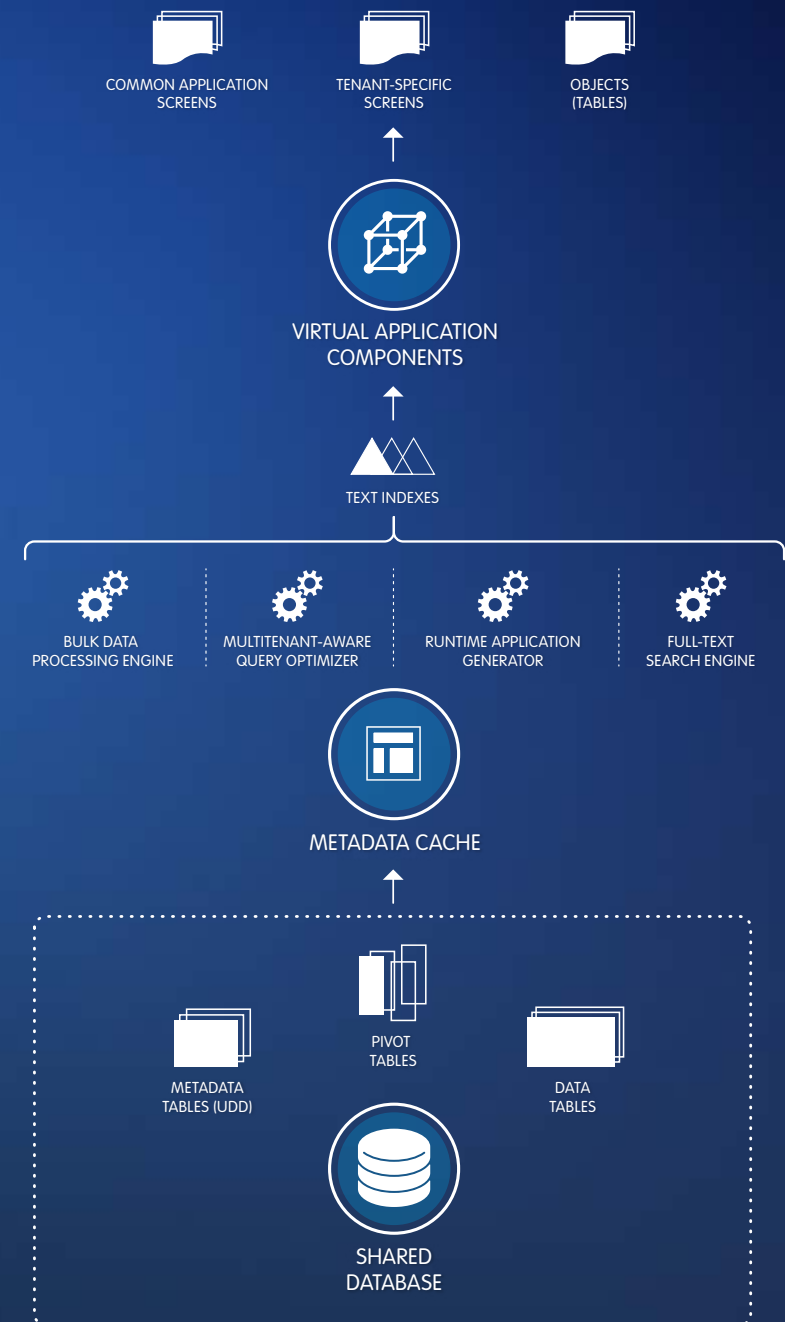 COMMON APPLICATION
SCREENS
TENANT-SPECIFIC
SCREENS
OBJECTS
(TABLES)
VIRTUAL APPLICATION
COMPONENTS
TEXT INDEXES
BULK DATA
PROCESSING ENGINE
MULTITENANT-AWARE
QUERY OPTIMIZER
RUNTIME APPLICATION
GENERATOR
FULL-TEXT
SEARCH ENGINE
METADATA CACHE
PIVOT
TABLES
METADATA
TABLES (UDD)
DATA
TABLES
SHARED
DATABASE